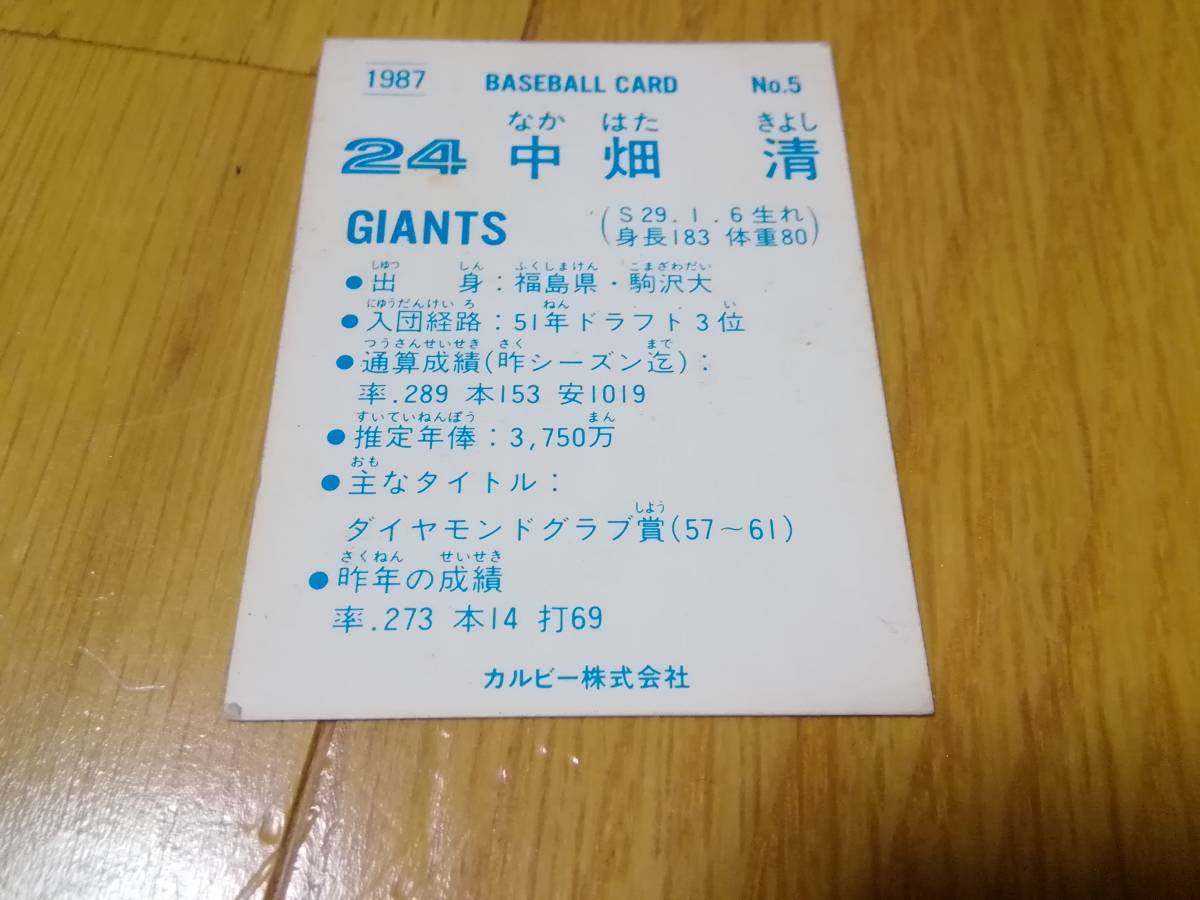 1987 BASEBALL CARD No.5
なか はた きよし
24 中畑 清
GIANTS
(S29.1.6生れ
身長183 体重80)
しゆつ しん ふくしまけん こまざわだい
●出 身:福島県・駒沢大
にゆうだんけいろ ねん い
●入団経路:51年ドラフト3位
つうさんせいせき さく まで
●通算成績(昨シーズン迄):
率.289 本153 安1019
すいていねんぽう まん
●推定年俸:3,750万
おも
●主なタイトル:
しよう
ダイヤモンドグラブ賞(57~61)
さくねん せいせき
●昨年の成績
率.273 本14 打69
カルビー株式会社